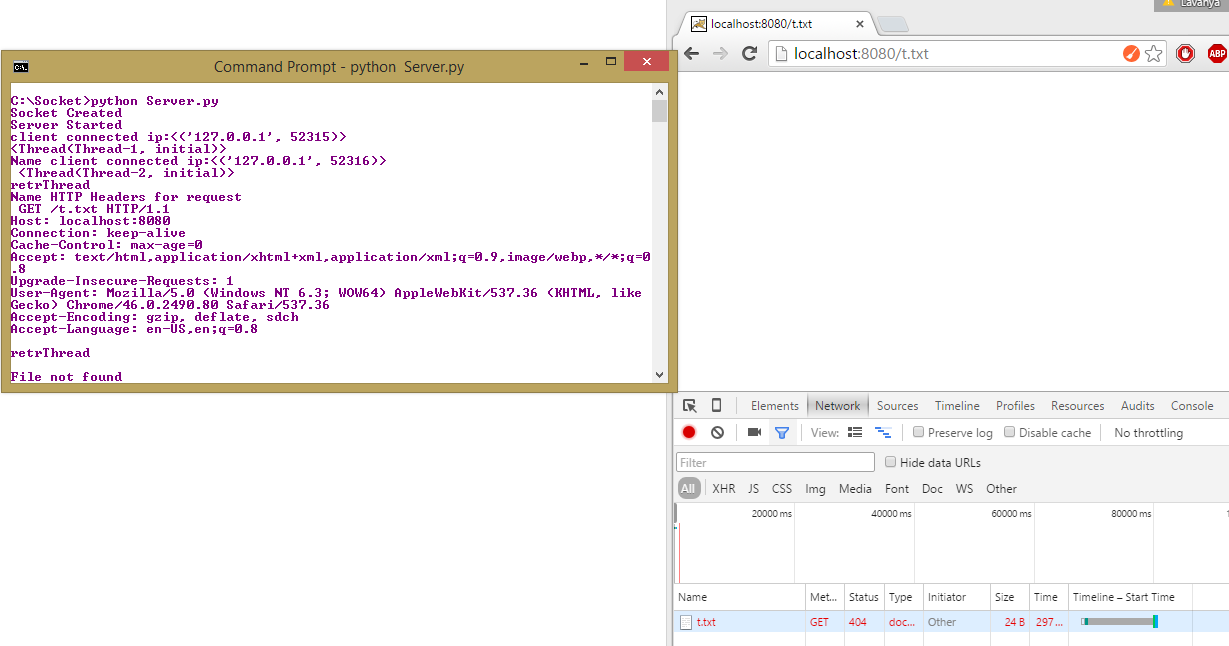 Lavanya
localhost:8080/t.txt
localhost:8080/t.txt
ABP
Command Prompt - python  Server.py
C:\Socket>python Server.py
Socket Created
Server Started
client connected ip:<('127.0.0.1', 52315)>
<Thread(Thread-1, initial)>
Name client connected ip:<('127.0.0.1', 52316)>
 <Thread(Thread-2, initial)>
retrThread
Name HTTP Headers for request
 GET /t.txt HTTP/1.1
Host: localhost:8080
Connection: keep-alive
Cache-Control: max-age=0
Accept: text/html,application/xhtml+xml,application/xml;q=0.9,image/webp,*/*;q=0
.8
Upgrade-Insecure-Requests: 1
User-Agent: Mozilla/5.0 (Windows NT 6.3; WOW64) AppleWebKit/537.36 (KHTML, like
Gecko) Chrome/46.0.2490.80 Safari/537.36
Accept-Encoding: gzip, deflate, sdch
Accept-Language: en-US,en;q=0.8
retrThread
File not found
Elements Network Sources Timeline Profiles Resources Audits Console
View: Preserve log Disable cache No throttling
Filter Hide data URLs
All XHR JS CSS Img Media Font Doc WS Other
20000 ms 40000 ms 60000 ms 80000 ms 1
Name Met... Status Type Initiator Size Time Timeline – Start Time
t.txt GET 404 doc... Other 24 B 297...